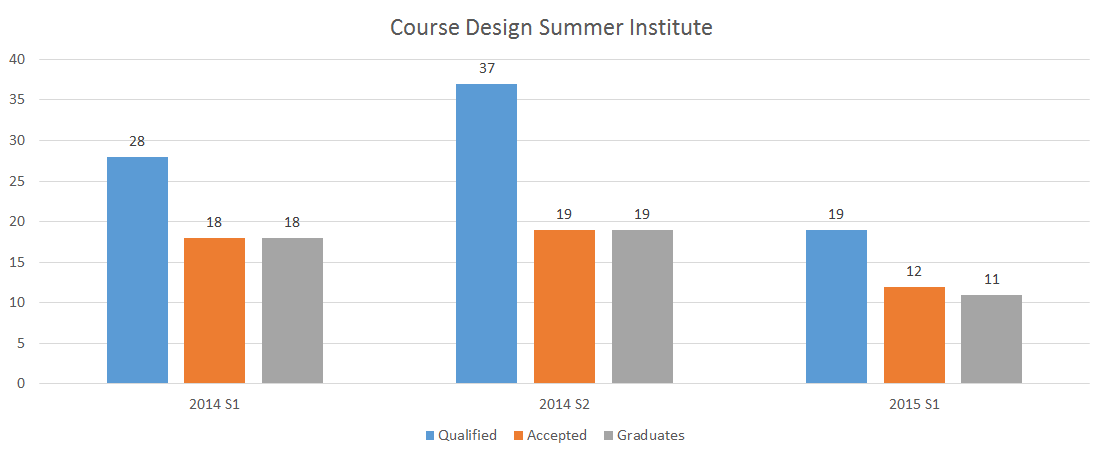 Course Design Summer Institute
40
35
30
25
20
15
10
5
0
28
18
18
37
19
19
19
12
11
2014 S1
2014 S2
2015 S1
Qualified
Accepted
Graduates